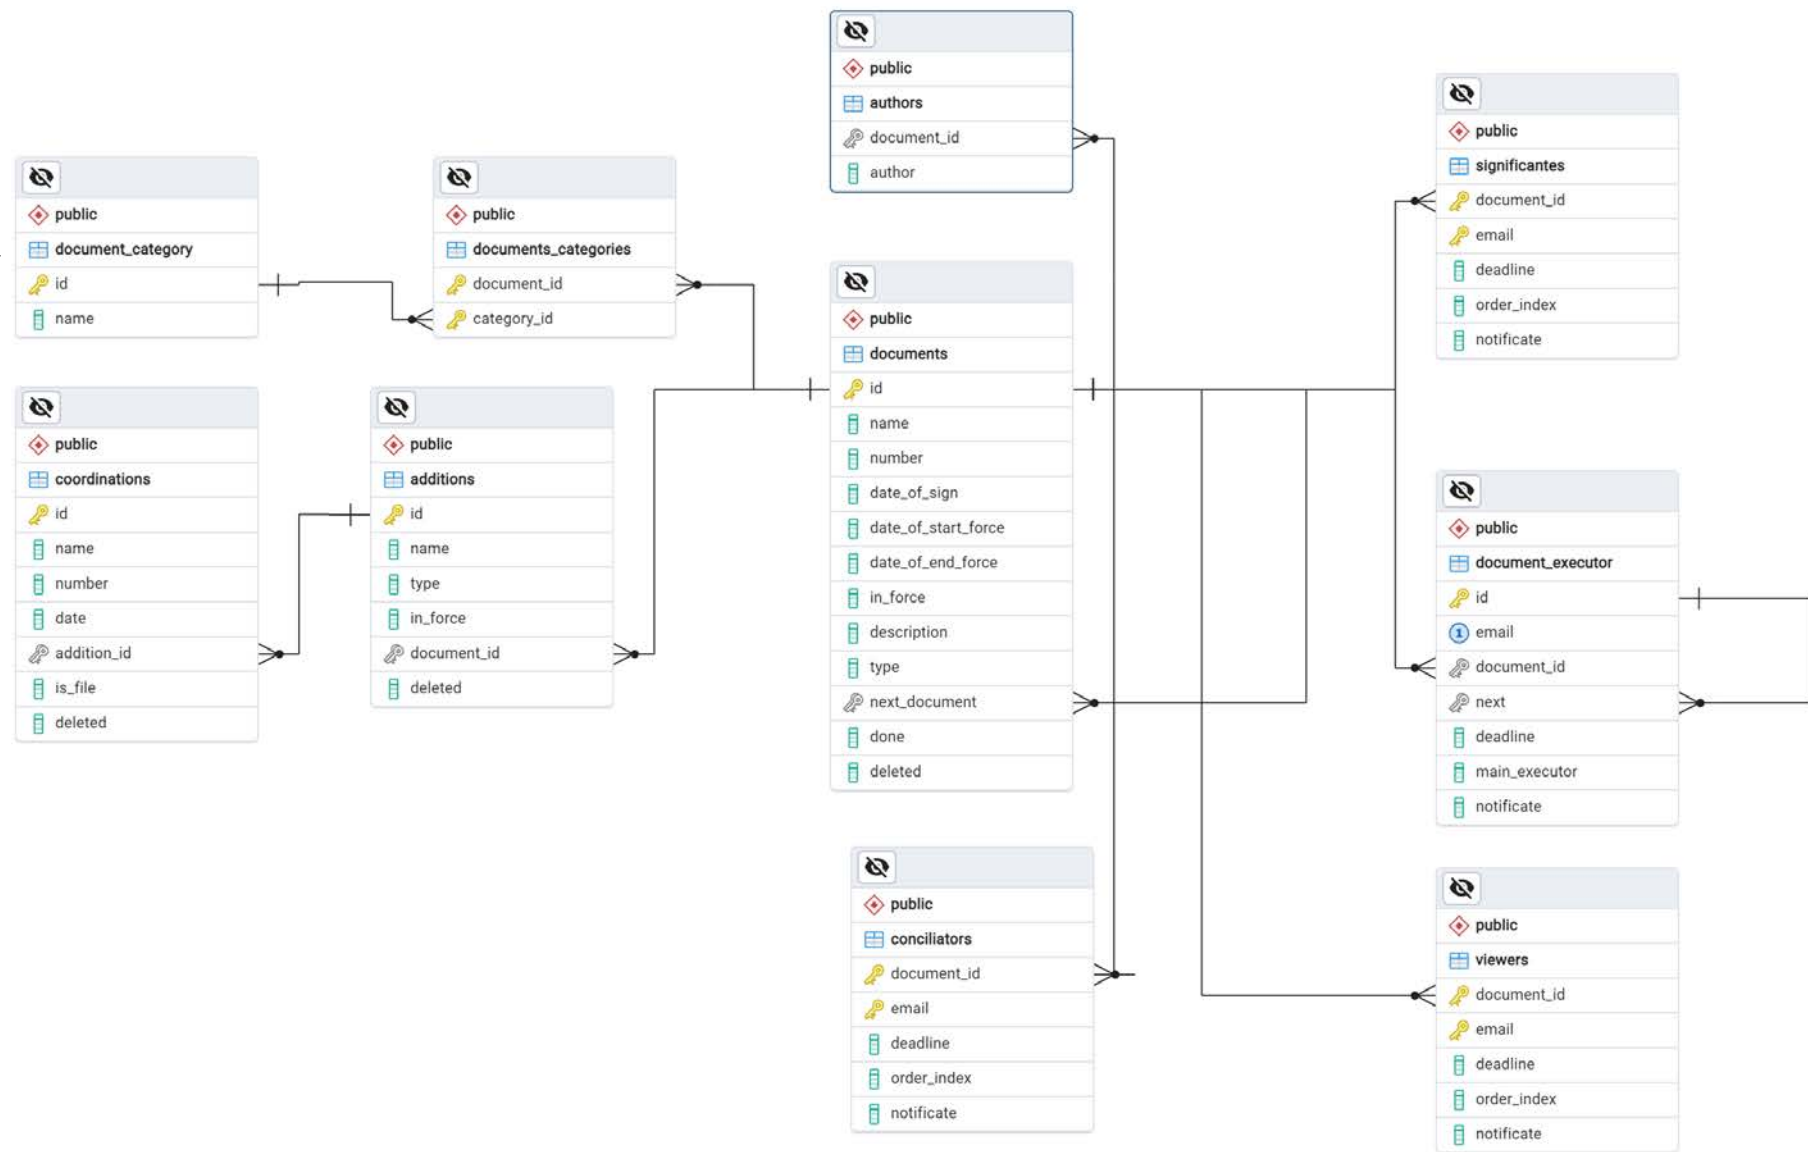 public
authors
document_id
author
public
significantes
document_id
email
deadline
order_index
notificate
public
document_category
id
name
public
documents_categories
document_id
category_id
public
documents
id
name
number
date_of_sign
date_of_start_force
date_of_end_force
in_force
description
type
next_document
done
deleted
public
coordinations
id
name
number
date
addition_id
is_file
deleted
public
additions
id
name
type
in_force
document_id
deleted
public
document_executor
id
1
email
document_id
next
deadline
main_executor
notificate
public
conciliators
document_id
email
deadline
order_index
notificate
public
viewers
document_id
email
deadline
order_index
notificate